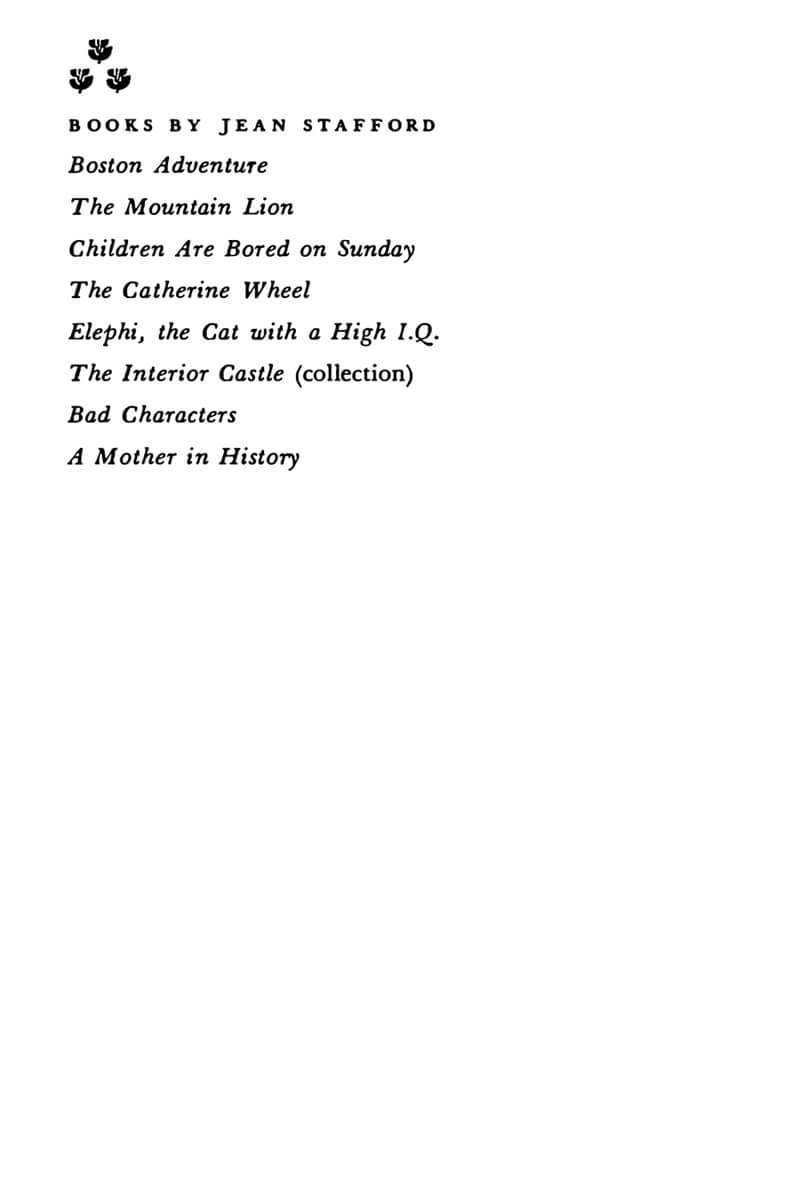 BOOKS BY JEAN STAFFORD
Boston Adventure
The Mountain Lion
Children Are Bored on Sunday
The Catherine Wheel
Elephi, the Cat with a High I.Q.
The Interior Castle (collection)
Bad Characters
A Mother in History